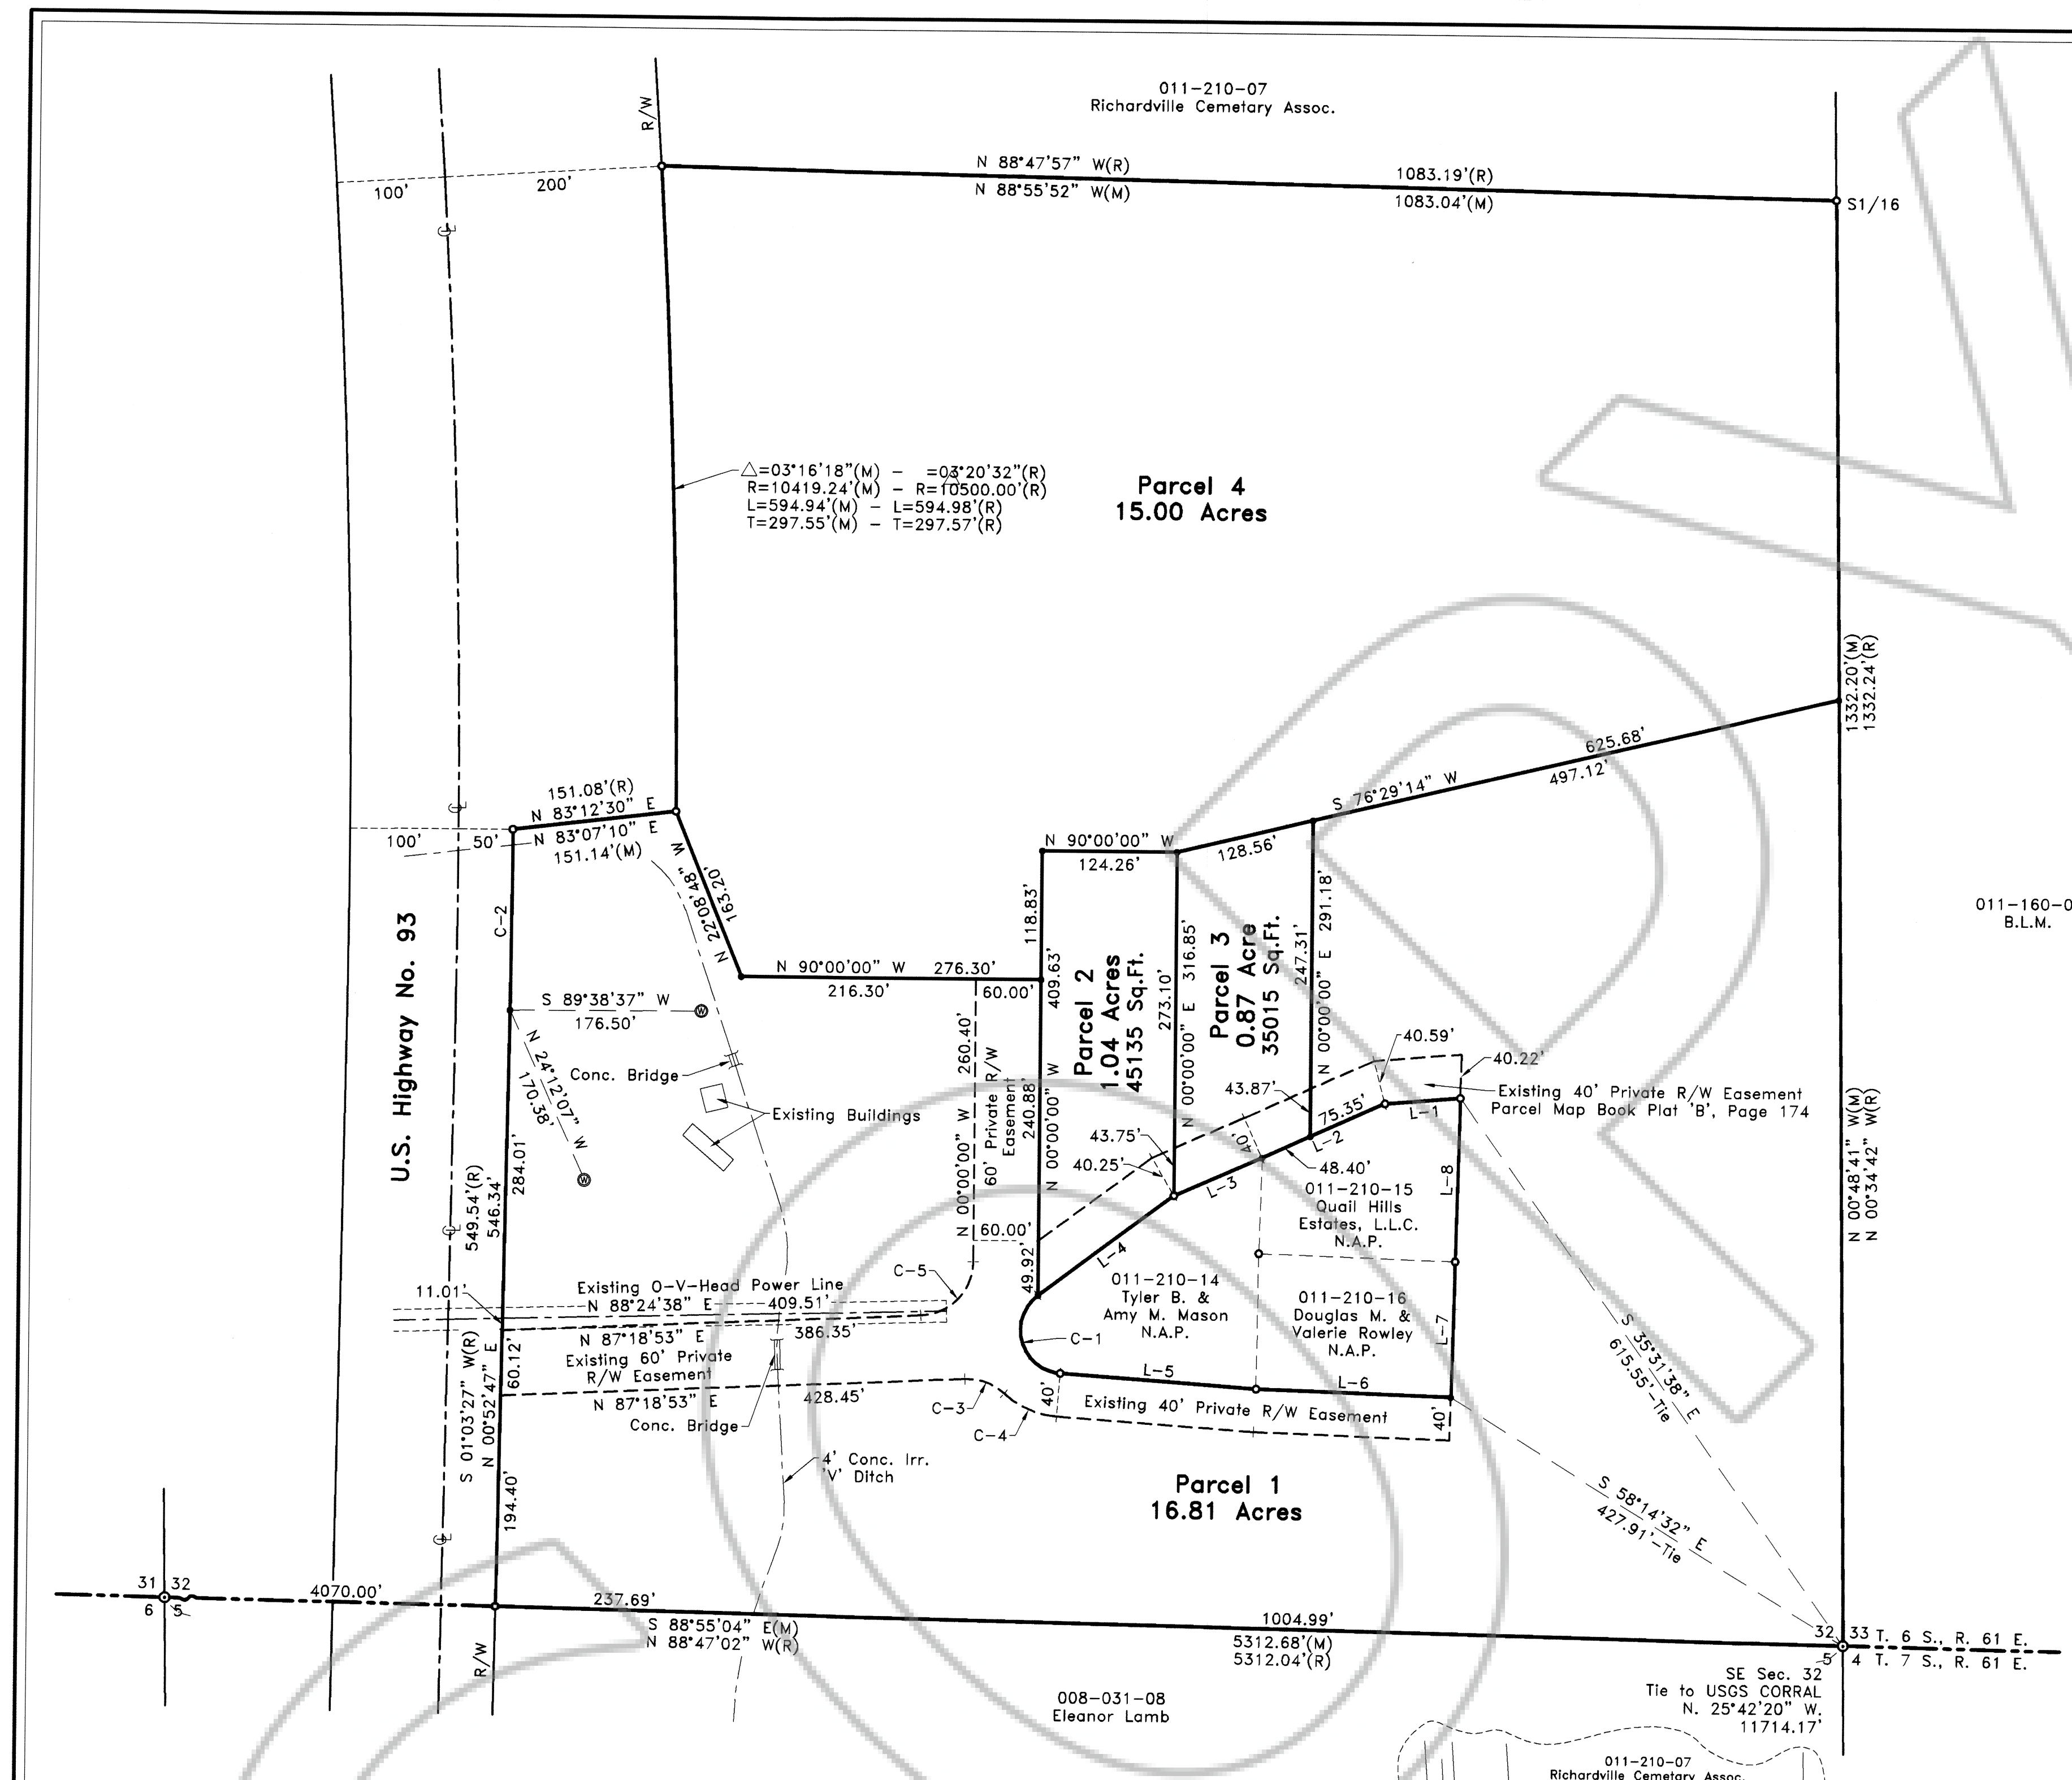 011-210-07
Richardville Cemetary Assoc.
R/W
N 88°47'57" W(R)
1083.19'(R)
N 88°55'52" W(M)
1083.04'(M)
S1/16
100'
200'
℄
△=03°16'18"(M) - △=03°20'32"(R)
R=10419.24'(M) - R=10500.00'(R)
L=594.94'(M) - L=594.98'(R)
T=297.55'(M) - T=297.57'(R)
Parcel 4
15.00 Acres
1332.20'(M)
1332.24'(R)
625.68'
S 76°29'14" W
497.12'
151.08'(R)
N 83°12'30" E
N 83°07'10" E
151.14'(M)
100'
50'
℄
N 22°08'48" W
163.20'
N 90°00'00" W
124.26'
128.56'
C-2
U.S. Highway No. 93
N 90°00'00" W
276.30'
216.30'
60.00'
118.83'
409.63'
Parcel 2
1.04 Acres
45135 Sq.Ft.
273.10'
N 00°00'00" E 316.85'
Parcel 3
0.87 Acre
35015 Sq.Ft.
247.31'
N 00°00'00" E 291.18'
011-160-0
B.L.M.
S 89°38'37" W
176.50'
W
N 24°12'07" W
170.38'
W
Conc. Bridge
Existing Buildings
N 00°00'00" W 260.40'
60' Private R/W
Easement
240.88'
N 00°00'00" W
40.59'
40.22'
43.87'
75.35'
L-1
Existing 40' Private R/W Easement
Parcel Map Book Plat 'B', Page 174
43.75'
40.25'
40'
L-2
48.40'
L-3
L-8
011-210-15
Quail Hills
Estates, L.L.C.
N.A.P.
N 00°48'41" W(M)
N 00°34'42" W(R)
284.01'
549.54'(R)
546.34'
℄
60.00'
49.92'
L-4
C-5
011-210-14
Tyler B. &
Amy M. Mason
N.A.P.
011-210-16
Douglas M. &
Valerie Rowley
N.A.P.
L-7
11.01'
Existing O-V-Head Power Line
N 88°24'38" E
409.51'
N 87°18'53" E
386.35'
Existing 60' Private
R/W Easement
60.12'
N 87°18'53" E
428.45'
Conc. Bridge
C-1
L-5
L-6
40'
40'
Existing 40' Private R/W Easement
C-3
C-4
S 01°03'27" W(R)
N 00°52'47" E
S 35°31'38" E
615.55'-Tie
S 58°14'32" E
427.91'-Tie
4' Conc. Irr.
'V' Ditch
Parcel 1
16.81 Acres
194.40'
℄
31 32
6 5
4070.00'
237.69'
S 88°55'04" E(M)
N 88°47'02" W(R)
1004.99'
5312.68'(M)
5312.04'(R)
R/W
32 33 T. 6 S., R. 61 E.
5 4 T. 7 S., R. 61 E.
SE Sec. 32
Tie to USGS CORRAL
N. 25°42'20" W.
11714.17'
008-031-08
Eleanor Lamb
011-210-07
Richardville Cemetary Assoc.